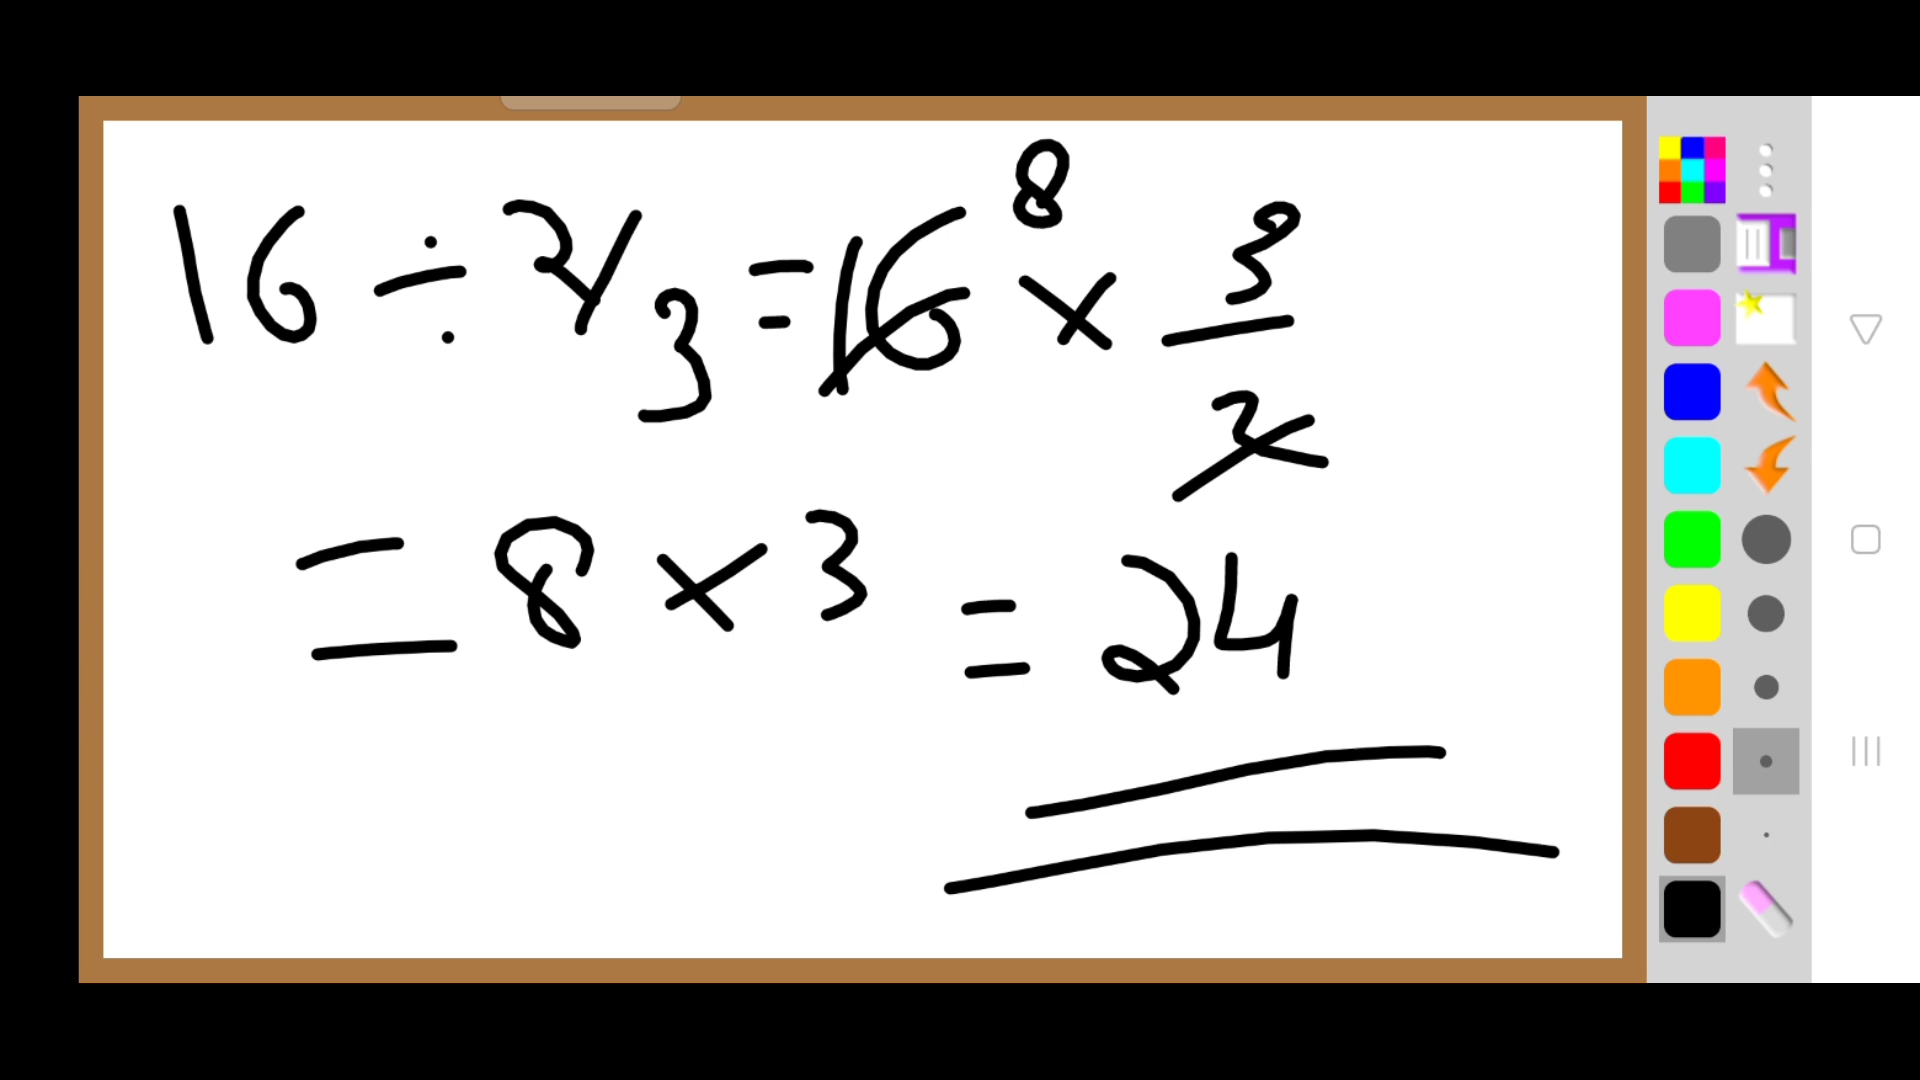 16 ÷ 2/3 = 16 8 × 3/2
= 8 × 3 = 24